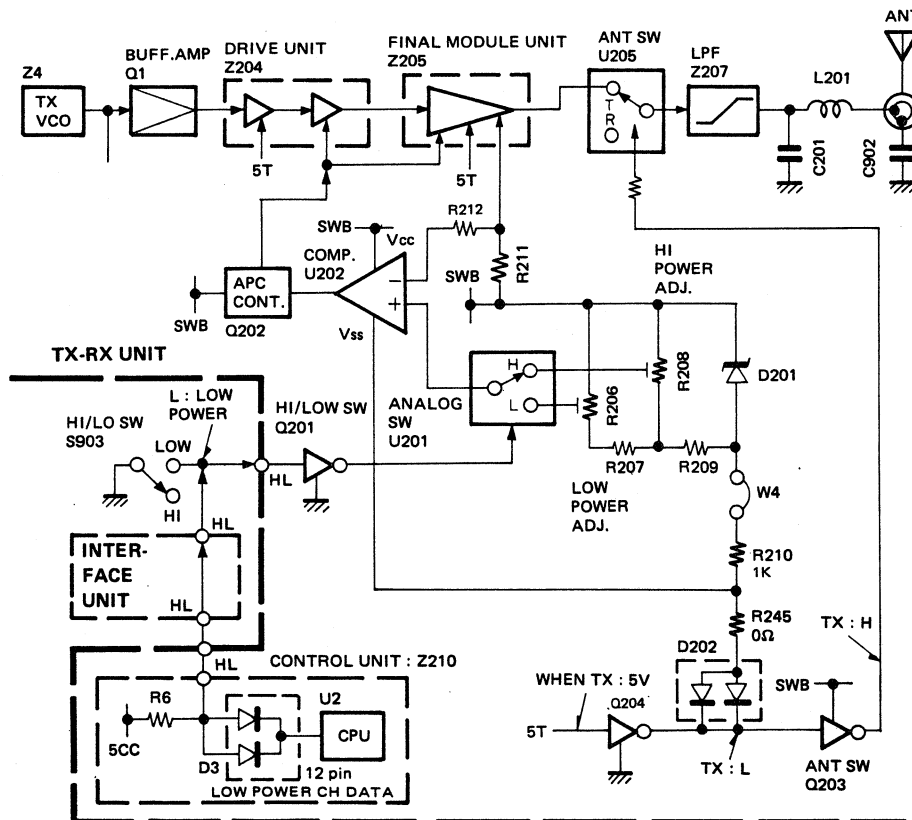 ANT
Z4
TX
VCO
BUFF.AMP
Q1
DRIVE UNIT
Z204
5T
FINAL MODULE UNIT
Z205
5T
ANT SW
U205
T
R
LPF
Z207
L201
C201
C902
R212
R211
SWB
VCC
COMP.
U202
−
+
VSS
APC
CONT.
Q202
SWB
SWB
HI
POWER
ADJ.
R208
R206
D201
H
L
ANALOG
SW
U201
R207
R209
LOW
POWER
ADJ.
W4
R210
1K
R245
0Ω
TX-RX UNIT
HI/LO SW
S903
L : LOW
POWER
LOW
HI
HL
HI/LOW SW
Q201
HL
INTER-
FACE
UNIT
HL
HL
CONTROL UNIT : Z210
R6
5CC
D3
U2
CPU
12 pin
LOW POWER CH DATA
D202
WHEN TX : 5V
5T
Q204
TX : L
SWB
ANT SW
Q203
TX : H